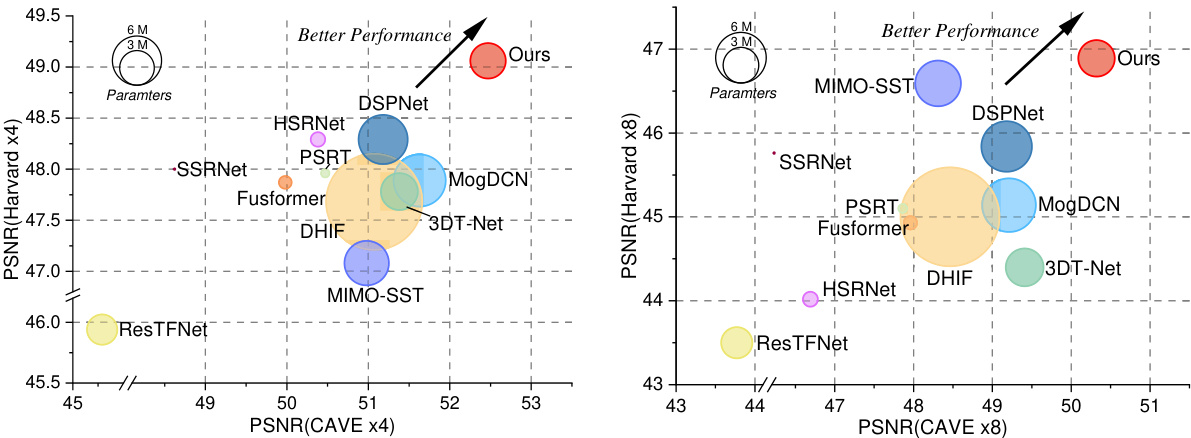 49.5
49.0
48.5
48.0
47.5
47.0
46.0
45.5
PSNR(Harvard x4)
6 M
3 M
Paramters
Better Performance
Ours
DSPNet
HSRNet
PSRT
SSRNet
Fusformer
MogDCN
3DT-Net
DHIF
MIMO-SST
ResTFNet
45
49
50
51
52
53
PSNR(CAVE x4)
47
46
45
44
43
PSNR(Harvard x8)
6 M
3 M
Paramters
Better Performance
Ours
MIMO-SST
DSPNet
SSRNet
PSRT
MogDCN
Fusformer
3DT-Net
DHIF
HSRNet
ResTFNet
43
44
47
48
49
50
51
PSNR(CAVE x8)